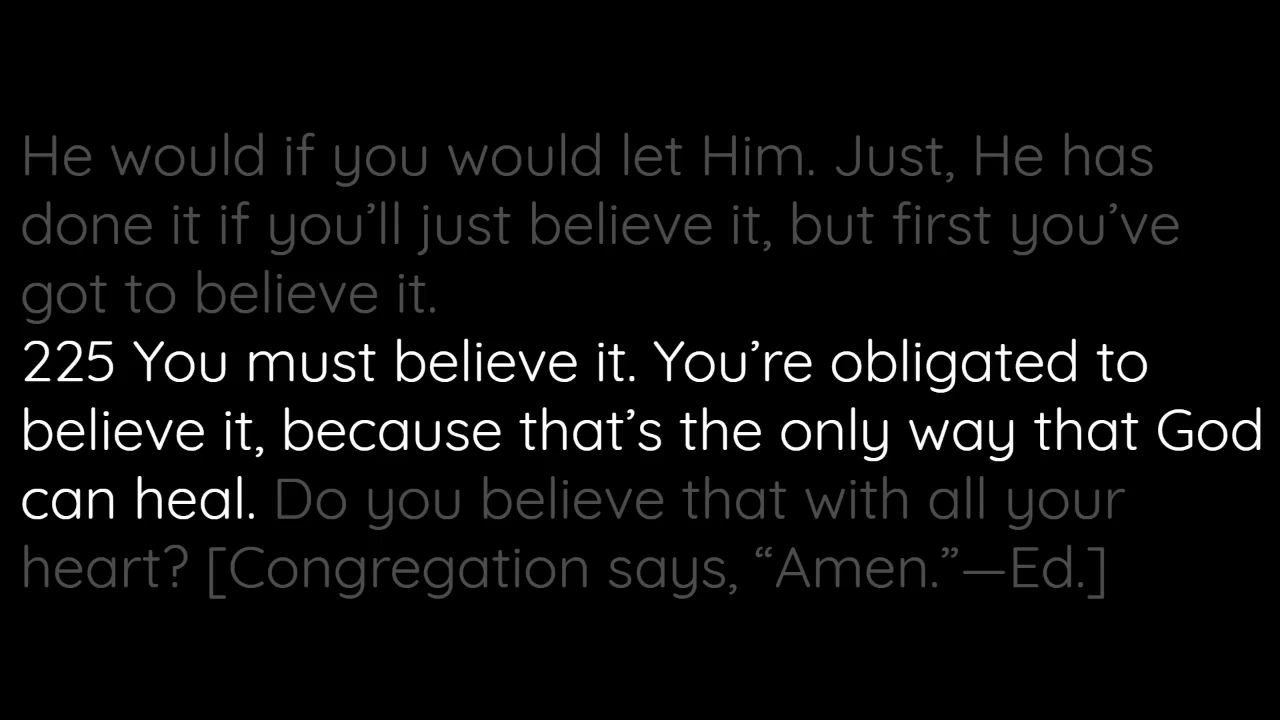 He would if you would let Him. Just, He has
done it if you’ll just believe it, but first you’ve
got to believe it.
225 You must believe it. You’re obligated to
believe it, because that’s the only way that God
can heal. Do you believe that with all your
heart? [Congregation says, “Amen.”—Ed.]